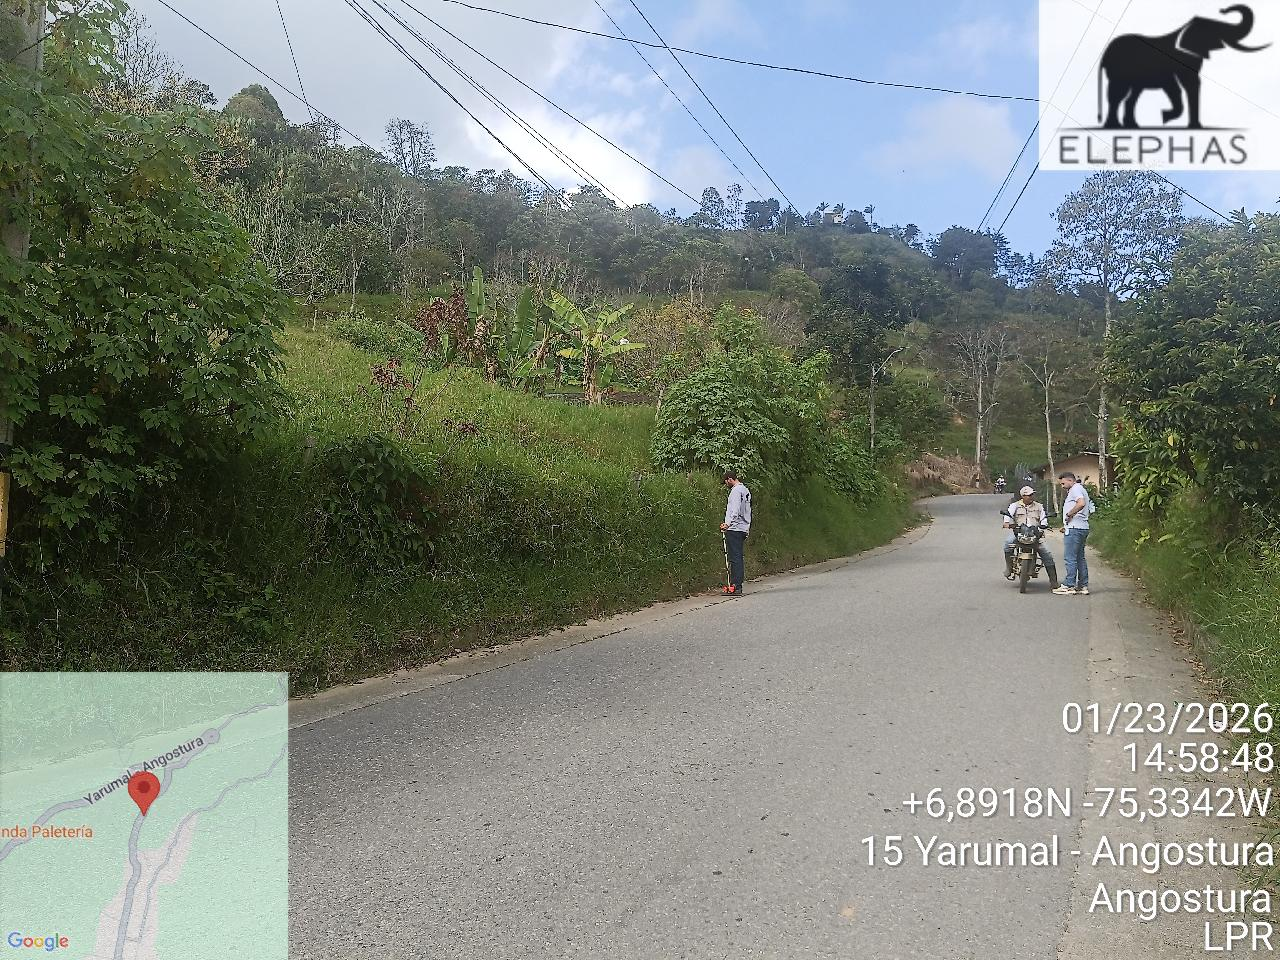 ELEPHAS
Yarumal - Angostura
nda Paletería
Google
01/23/2026
14:58:48
+6,8918N -75,3342W
15 Yarumal - Angostura
Angostura
LPR